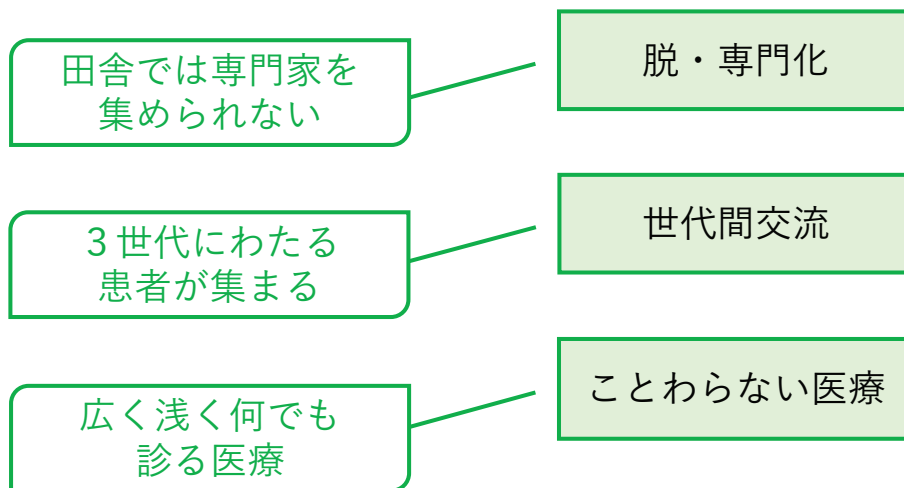 田舎では専門家を
集められない
脱・専門化
３世代にわたる
患者が集まる
世代間交流
広く浅く何でも
診る医療
ことわらない医療